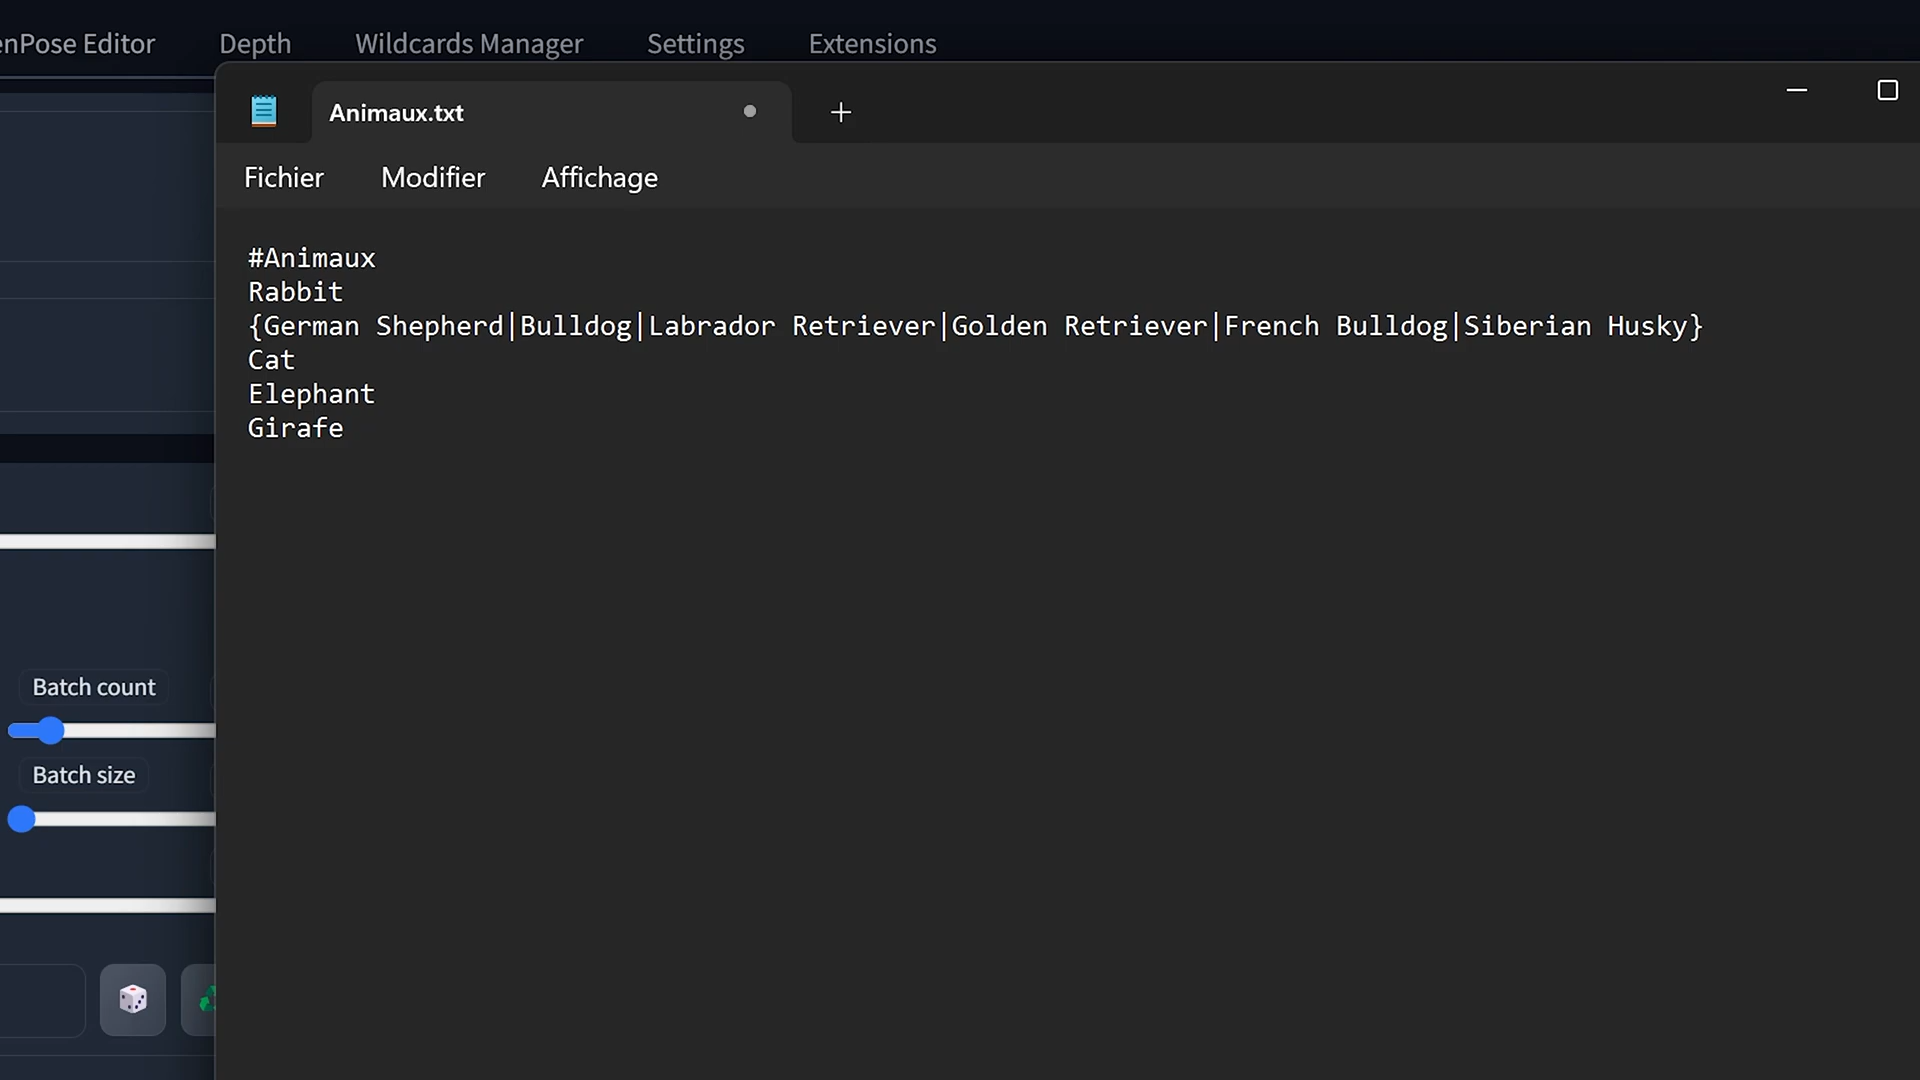 Pose Editor Depth Wildcards Manager Settings Extensions
Animaux.txt
Fichier Modifier Affichage
#Animaux
Rabbit
{German Shepherd|Bulldog|Labrador Retriever|Golden Retriever|French Bulldog|Siberian Husky}
Cat
Elephant
Girafe
Batch count
Batch size